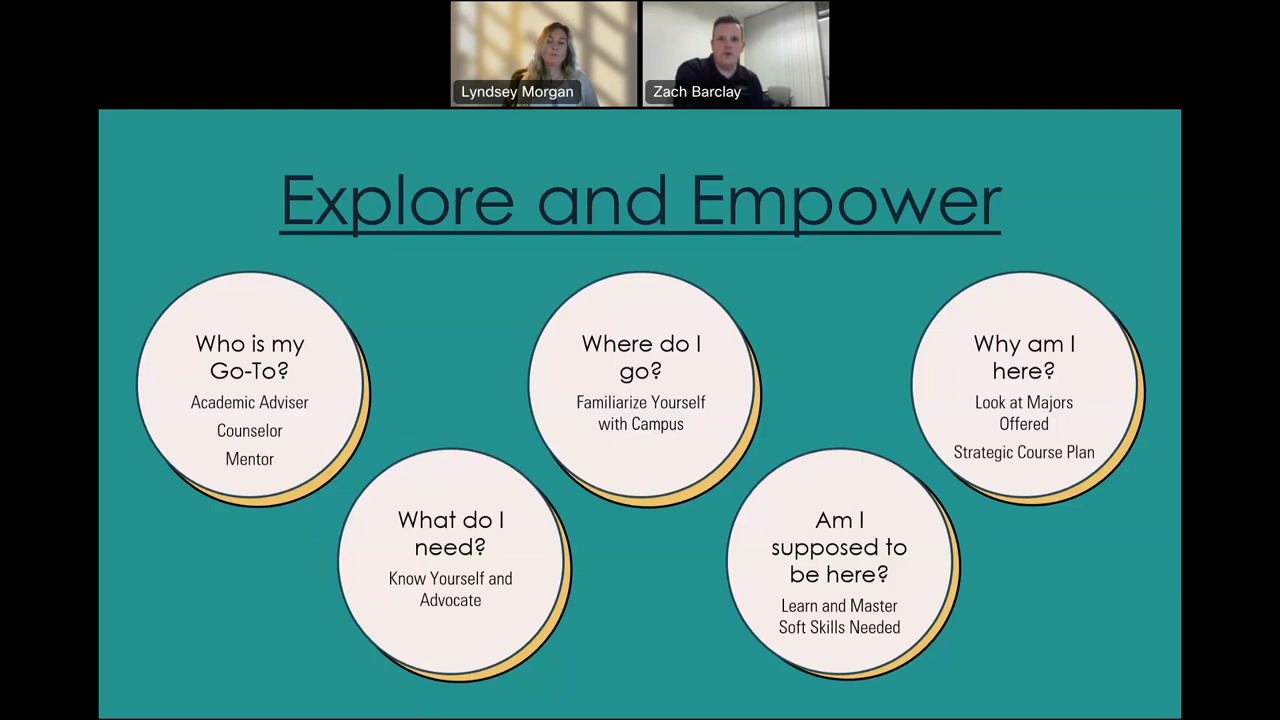 Lyndsey Morgan
Zach Barclay
Explore and Empower
Who is my
Go-To?
Academic Adviser
Counselor
Mentor
What do I
need?
Know Yourself and
Advocate
Where do I
go?
Familiarize Yourself
with Campus
Am I
supposed to
be here?
Learn and Master
Soft Skills Needed
Why am I
here?
Look at Majors
Offered
Strategic Course Plan